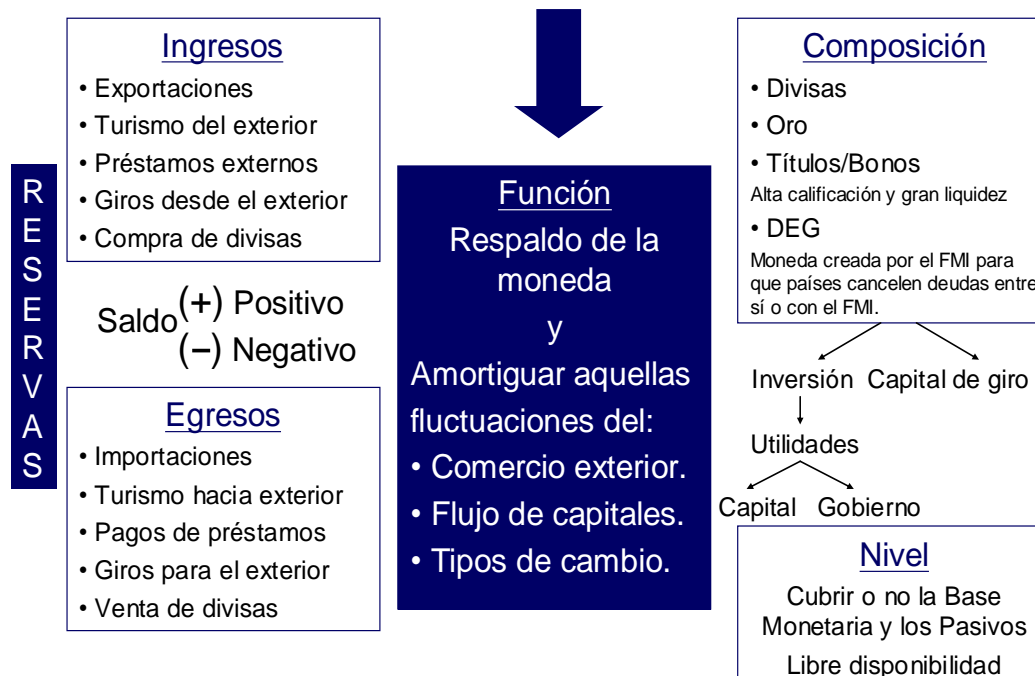 RESERVAS
Ingresos
• Exportaciones
• Turismo del exterior
• Préstamos externos
• Giros desde el exterior
• Compra de divisas
Saldo (+) Positivo
(−) Negativo
Egresos
• Importaciones
• Turismo hacia exterior
• Pagos de préstamos
• Giros para el exterior
• Venta de divisas
Función
Respaldo de la
moneda
y
Amortiguar aquellas
fluctuaciones del:
• Comercio exterior.
• Flujo de capitales.
• Tipos de cambio.
Composición
• Divisas
• Oro
• Títulos/Bonos
Alta calificación y gran liquidez
• DEG
Moneda creada por el FMI para
que países cancelen deudas entre
sí o con el FMI.
Inversión Capital de giro
Utilidades
Capital Gobierno
Nivel
Cubrir o no la Base
Monetaria y los Pasivos
Libre disponibilidad